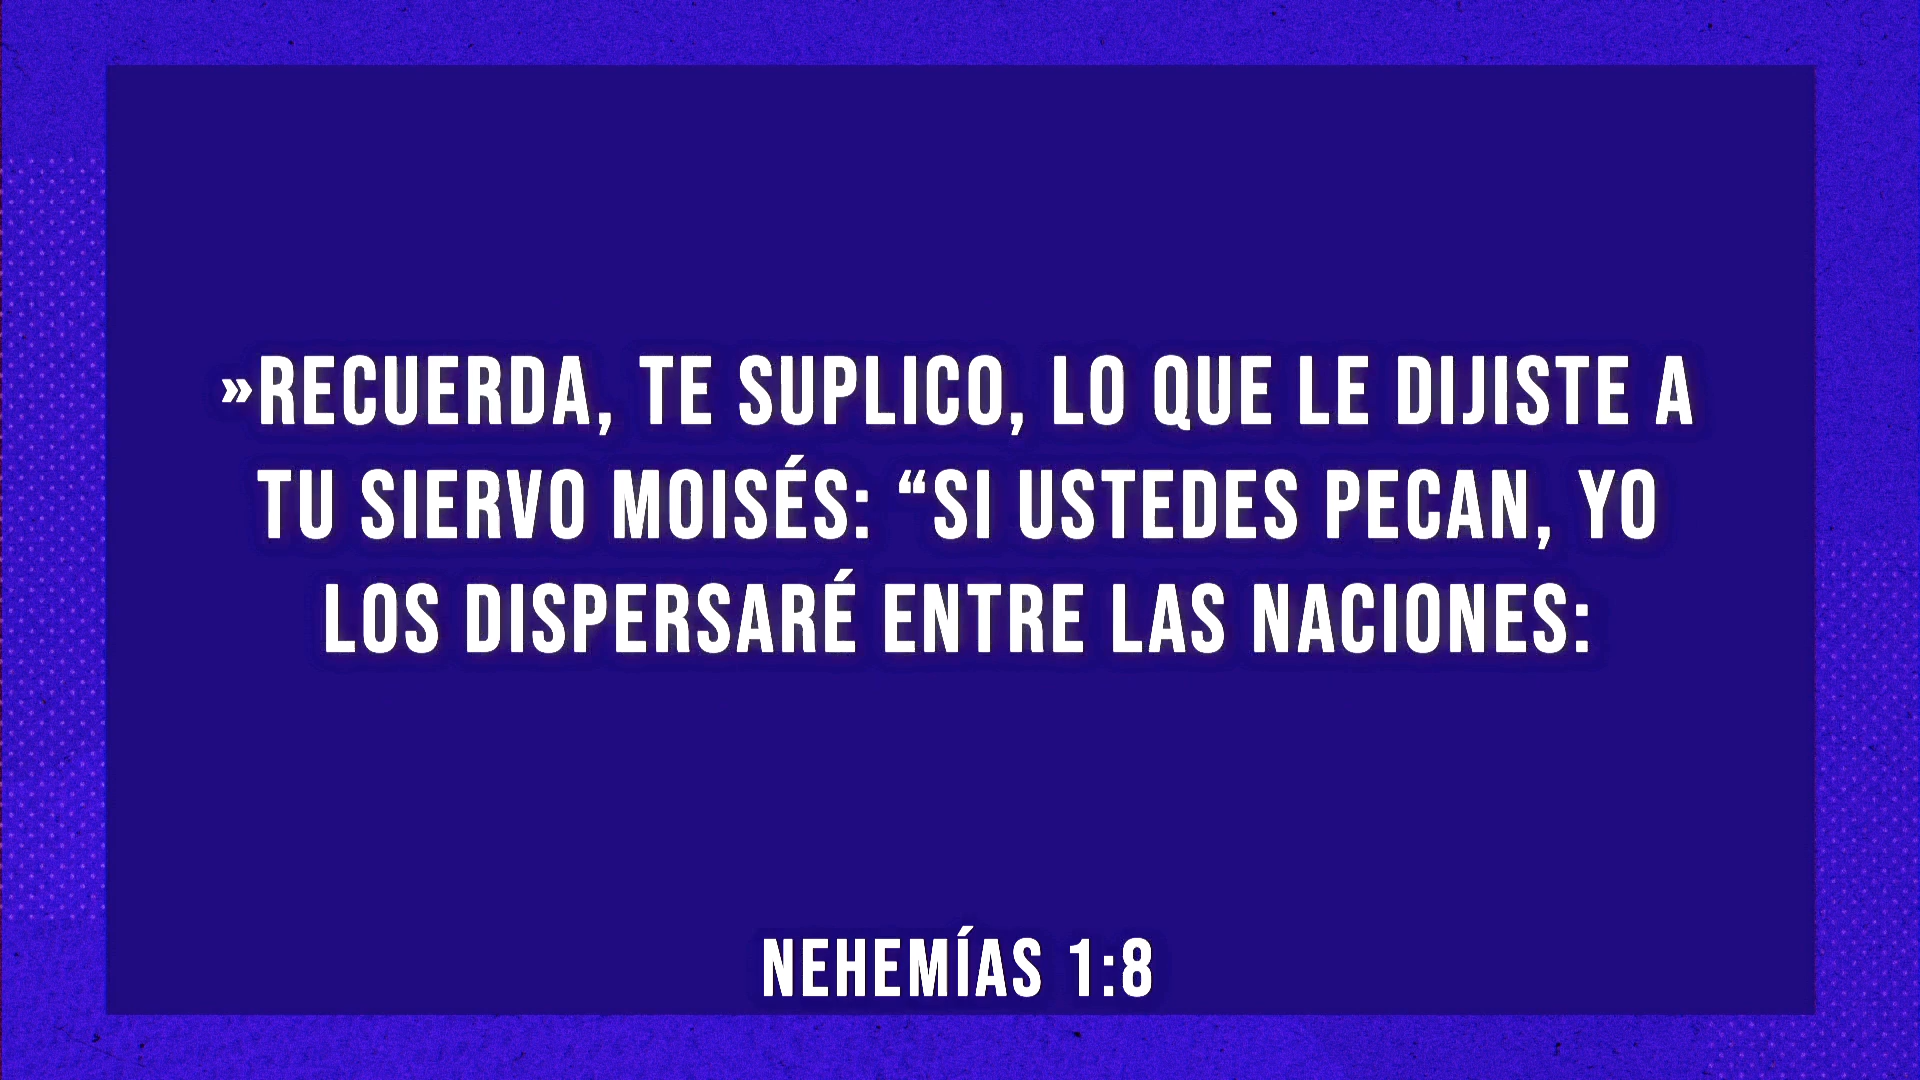 »RECUERDA, TE SUPLICO, LO QUE LE DIJISTE A
TU SIERVO MOISÉS: “SI USTEDES PECAN, YO
LOS DISPERSARÉ ENTRE LAS NACIONES:
NEHEMÍAS 1:8